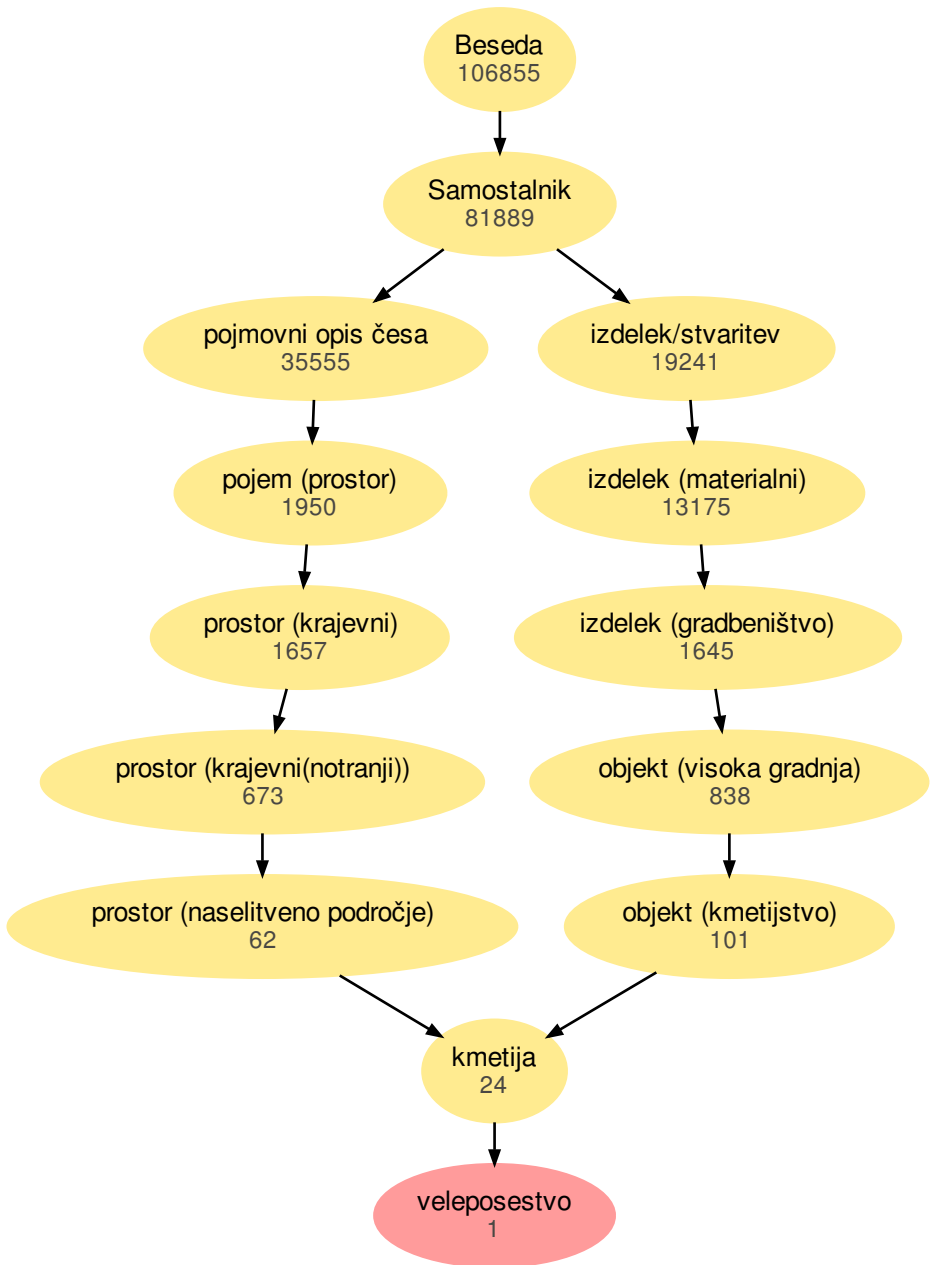 Beseda
106855
Samostalnik
81889
pojmovni opis česa
35555
izdelek/stvaritev
19241
pojem (prostor)
1950
izdelek (materialni)
13175
prostor (krajevni)
1657
izdelek (gradbeništvo)
1645
prostor (krajevni(notranji))
673
objekt (visoka gradnja)
838
prostor (naselitveno področje)
62
objekt (kmetijstvo)
101
kmetija
24
veleposestvo
1